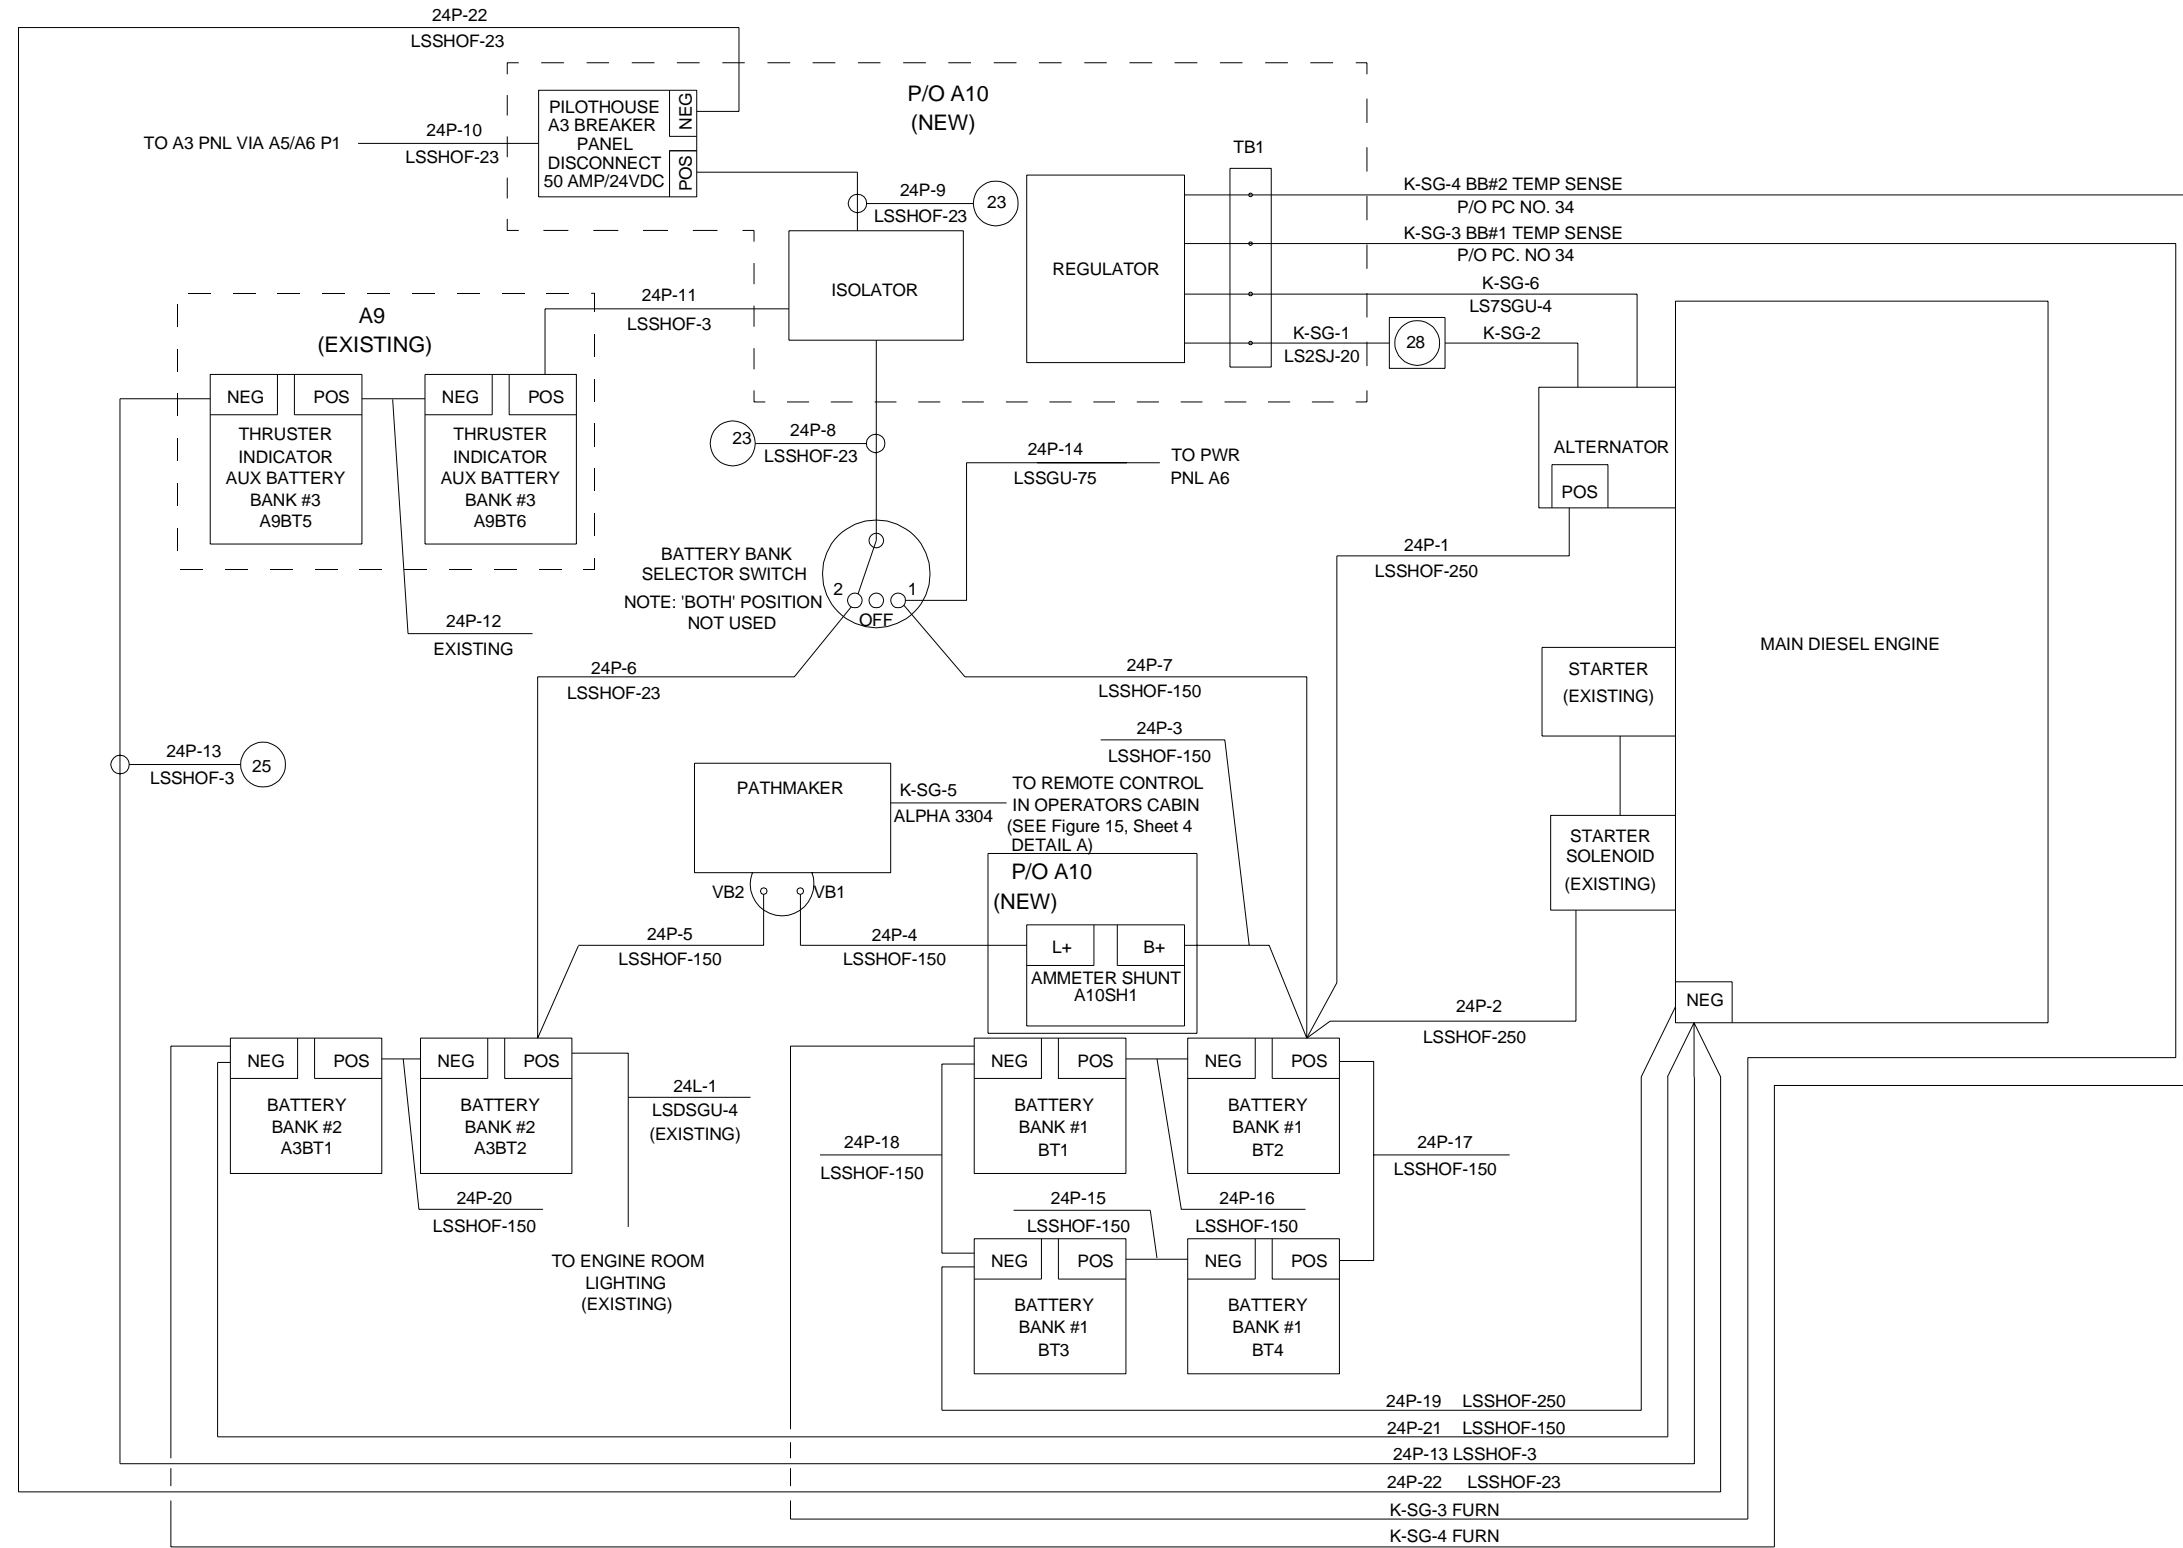 24P-22
LSSHOF-23
P/O A10
(NEW)
PILOTHOUSE
A3 BREAKER
PANEL
DISCONNECT
50 AMP/24VDC
NEG
POS
TO A3 PNL VIA A5/A6 P1
24P-10
LSSHOF-23
24P-9
LSSHOF-23
23
TB1
REGULATOR
K-SG-4 BB#2 TEMP SENSE
P/O PC NO. 34
K-SG-3 BB#1 TEMP SENSE
P/O PC. NO 34
K-SG-6
LS7SGU-4
K-SG-1
LS2SJ-20
28
K-SG-2
ISOLATOR
24P-11
LSSHOF-3
A9
(EXISTING)
NEG
POS
THRUSTER
INDICATOR
AUX BATTERY
BANK #3
A9BT5
NEG
POS
THRUSTER
INDICATOR
AUX BATTERY
BANK #3
A9BT6
23
24P-8
LSSHOF-23
24P-14
LSSGU-75
TO PWR
PNL A6
ALTERNATOR
POS
24P-1
LSSHOF-250
BATTERY BANK
SELECTOR SWITCH
NOTE: 'BOTH' POSITION
NOT USED
2
1
OFF
24P-12
EXISTING
24P-6
LSSHOF-23
24P-7
LSSHOF-150
MAIN DIESEL ENGINE
STARTER
(EXISTING)
24P-3
LSSHOF-150
24P-13
LSSHOF-3
25
PATHMAKER
K-SG-5
ALPHA 3304
TO REMOTE CONTROL
IN OPERATORS CABIN
(SEE Figure 15, Sheet 4
DETAIL A)
VB2
VB1
STARTER
SOLENOID
(EXISTING)
P/O A10
(NEW)
L+
B+
AMMETER SHUNT
A10SH1
24P-5
LSSHOF-150
24P-4
LSSHOF-150
24P-2
LSSHOF-250
NEG
NEG
POS
BATTERY
BANK #2
A3BT1
NEG
POS
BATTERY
BANK #2
A3BT2
24L-1
LSDSGU-4
(EXISTING)
24P-20
LSSHOF-150
TO ENGINE ROOM
LIGHTING
(EXISTING)
NEG
POS
BATTERY
BANK #1
BT1
NEG
POS
BATTERY
BANK #1
BT2
24P-18
LSSHOF-150
24P-17
LSSHOF-150
24P-15
LSSHOF-150
24P-16
LSSHOF-150
NEG
POS
BATTERY
BANK #1
BT3
NEG
POS
BATTERY
BANK #1
BT4
24P-19 LSSHOF-250
24P-21 LSSHOF-150
24P-13 LSSHOF-3
24P-22 LSSHOF-23
K-SG-3 FURN
K-SG-4 FURN